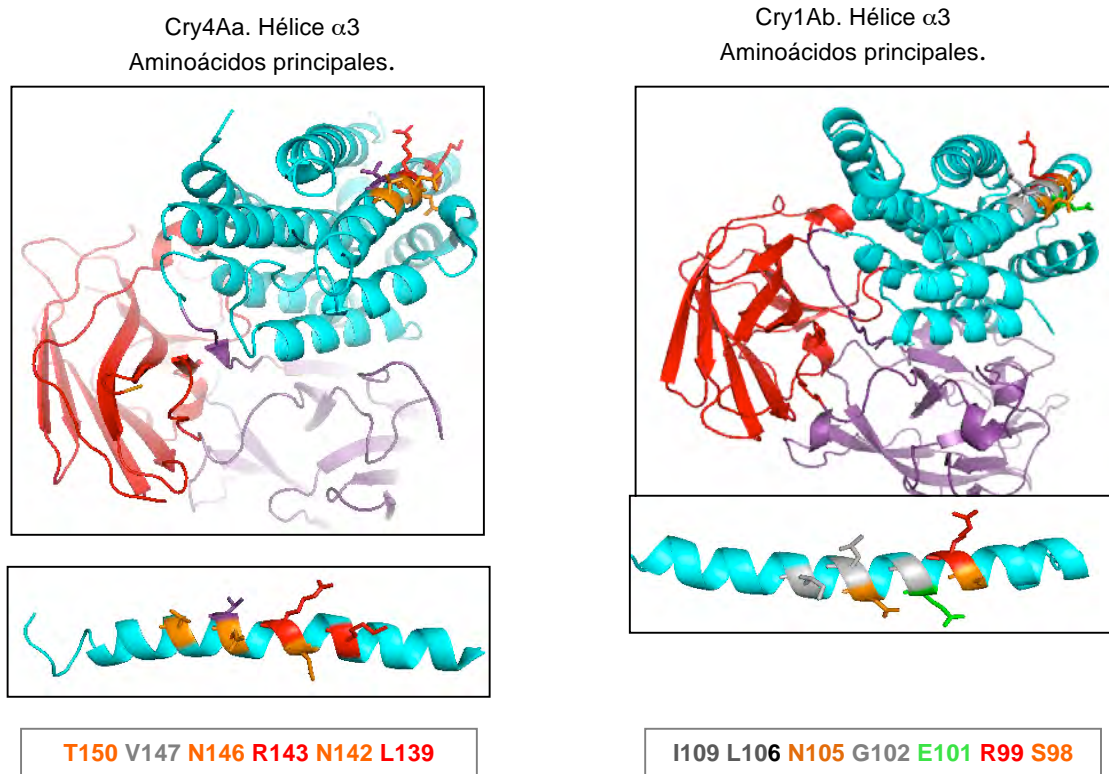 Cry4Aa. Hélice α3
Aminoácidos principales.
Cry1Ab. Hélice α3
Aminoácidos principales.
T150 V147 N146 R143 N142 L139
I109 L106 N105 G102 E101 R99 S98